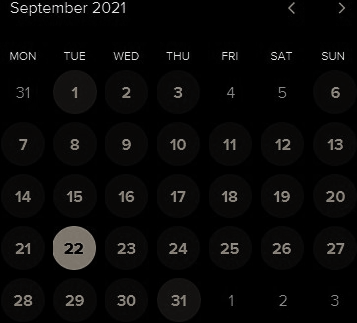 September 2021
MON TUE WED THU FRI SAT SUN
31 1 2 3 4 5 6
7 8 9 10 11 12 13
14 15 16 17 18 19 20
21 22 23 24 25 26 27
28 29 30 31 1 2 3